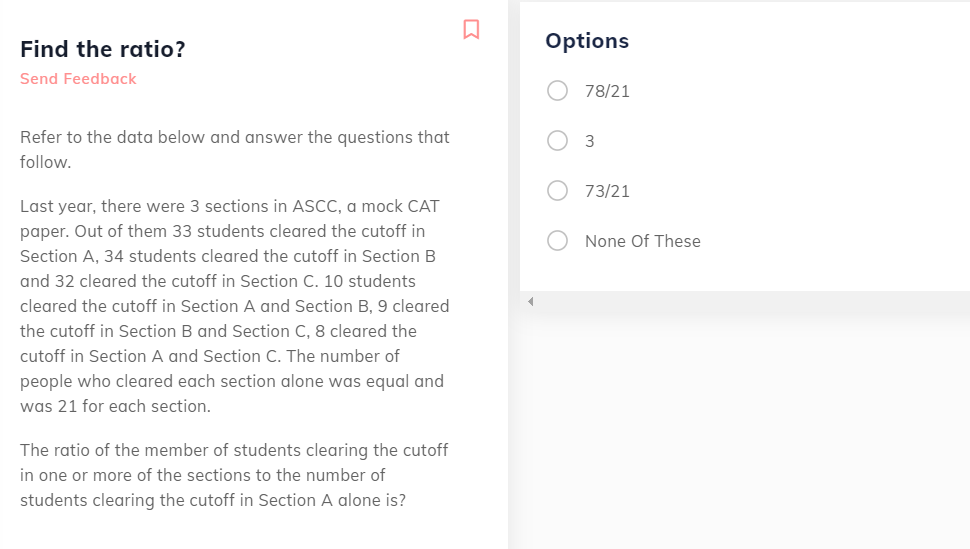 Find the ratio?
Send Feedback
Refer to the data below and answer the questions that
follow.
Last year, there were 3 sections in ASCC, a mock CAT
paper. Out of them 33 students cleared the cutoff in
Section A, 34 students cleared the cutoff in Section B
and 32 cleared the cutoff in Section C. 10 students
cleared the cutoff in Section A and Section B, 9 cleared
the cutoff in Section B and Section C, 8 cleared the
cutoff in Section A and Section C. The number of
people who cleared each section alone was equal and
was 21 for each section.
The ratio of the member of students clearing the cutoff
in one or more of the sections to the number of
students clearing the cutoff in Section A alone is?
Options
78/21
3
73/21
None Of These